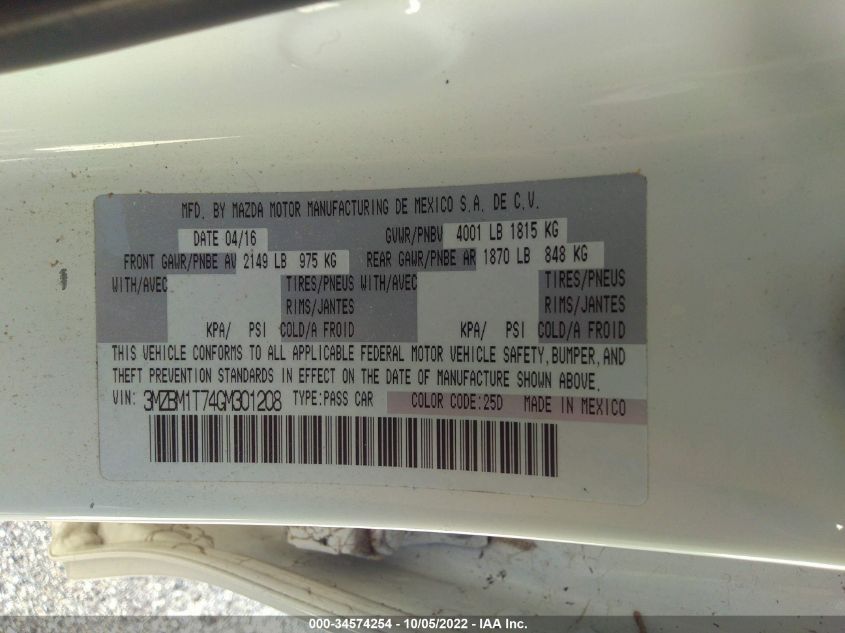 MFD. BY MAZDA MOTOR MANUFACTURING DE MEXICO S.A. DE C.V.
DATE 04/16 GVWR/PNBV 4001 LB 1815 KG
FRONT GAWR/PNBE AV 2149 LB 975 KG REAR GAWR/PNBE AR 1870 LB 848 KG
WITH/AVEC TIRES/PNEUS WITH/AVEC TIRES/PNEUS
RIMS/JANTES RIMS/JANTES
KPA/ PSI COLD/A FROID KPA/ PSI COLD/A FROID
THIS VEHICLE CONFORMS TO ALL APPLICABLE FEDERAL MOTOR VEHICLE SAFETY, BUMPER, AND
THEFT PREVENTION STANDARDS IN EFFECT ON THE DATE OF MANUFACTURE SHOWN ABOVE.
VIN: 3MZBM1T74GM301208 TYPE:PASS CAR COLOR CODE:25D MADE IN MEXICO
000-34574254 - 10/05/2022 - IAA Inc.